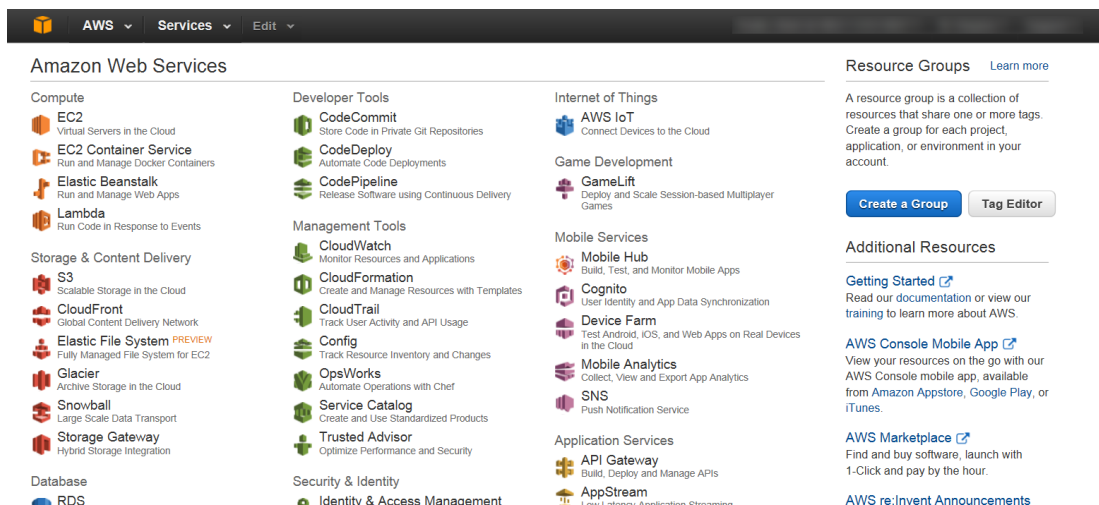 AWS Services Edit
Amazon Web Services
Compute
EC2
Virtual Servers in the Cloud
EC2 Container Service
Run and Manage Docker Containers
Elastic Beanstalk
Run and Manage Web Apps
Lambda
Run Code in Response to Events
Storage & Content Delivery
S3
Scalable Storage in the Cloud
CloudFront
Global Content Delivery Network
Elastic File System PREVIEW
Fully Managed File System for EC2
Glacier
Archive Storage in the Cloud
Snowball
Large Scale Data Transport
Storage Gateway
Hybrid Storage Integration
Database
RDS
Developer Tools
CodeCommit
Store Code in Private Git Repositories
CodeDeploy
Automate Code Deployments
CodePipeline
Release Software using Continuous Delivery
Management Tools
CloudWatch
Monitor Resources and Applications
CloudFormation
Create and Manage Resources with Templates
CloudTrail
Track User Activity and API Usage
Config
Track Resource Inventory and Changes
OpsWorks
Automate Operations with Chef
Service Catalog
Create and Use Standardized Products
Trusted Advisor
Optimize Performance and Security
Security & Identity
Identity & Access Management
Internet of Things
AWS IoT
Connect Devices to the Cloud
Game Development
GameLift
Deploy and Scale Session-based Multiplayer
Games
Mobile Services
Mobile Hub
Build, Test, and Monitor Mobile Apps
Cognito
User Identity and App Data Synchronization
Device Farm
Test Android, iOS, and Web Apps on Real Devices
in the Cloud
Mobile Analytics
Collect, View and Export App Analytics
SNS
Push Notification Service
Application Services
API Gateway
Build, Deploy and Manage APIs
AppStream
Low Latency Application Streaming
Resource Groups Learn more
A resource group is a collection of
resources that share one or more tags.
Create a group for each project,
application, or environment in your
account.
Create a Group Tag Editor
Additional Resources
Getting Started
Read our documentation or view our
training to learn more about AWS.
AWS Console Mobile App
View your resources on the go with our
AWS Console mobile app, available
from Amazon Appstore, Google Play, or
iTunes.
AWS Marketplace
Find and buy software, launch with
1-Click and pay by the hour.
AWS re:Invent Announcements